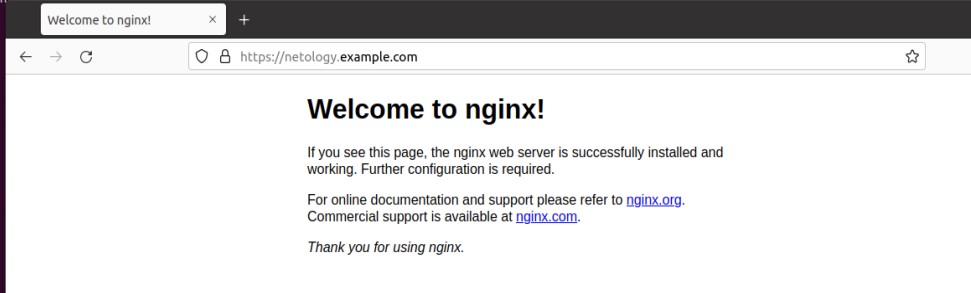 Welcome to nginx!
https://netology.example.com
Welcome to nginx!
If you see this page, the nginx web server is successfully installed and
working. Further configuration is required.
For online documentation and support please refer to nginx.org.
Commercial support is available at nginx.com.
Thank you for using nginx.